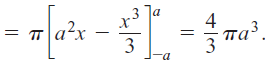 = π[a²x − x³/3]ᵃ₋ₐ = 4/3 πa³.